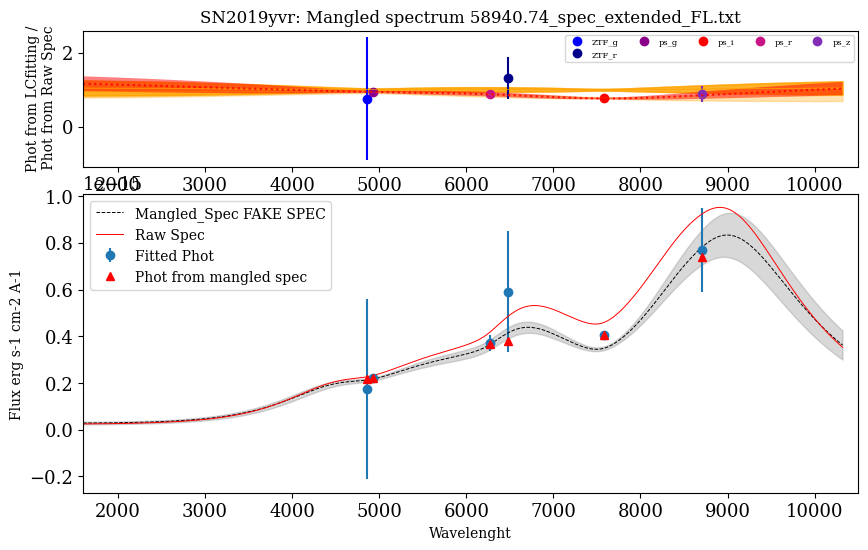 SN2019yvr: Mangled spectrum 58940.74_spec_extended_FL.txt
Phot from LCfitting /
Phot from Raw Spec
2
0
ZTF_g
ps_g
ps_i
ps_r
ps_z
ZTF_r
2000 3000 4000 5000 6000 7000 8000 9000 10000
1e−15
Flux erg s-1 cm-2 A-1
1.0
0.8
0.6
0.4
0.2
0.0
−0.2
Mangled_Spec FAKE SPEC
Raw Spec
Fitted Phot
Phot from mangled spec
2000 3000 4000 5000 6000 7000 8000 9000 10000
Wavelenght